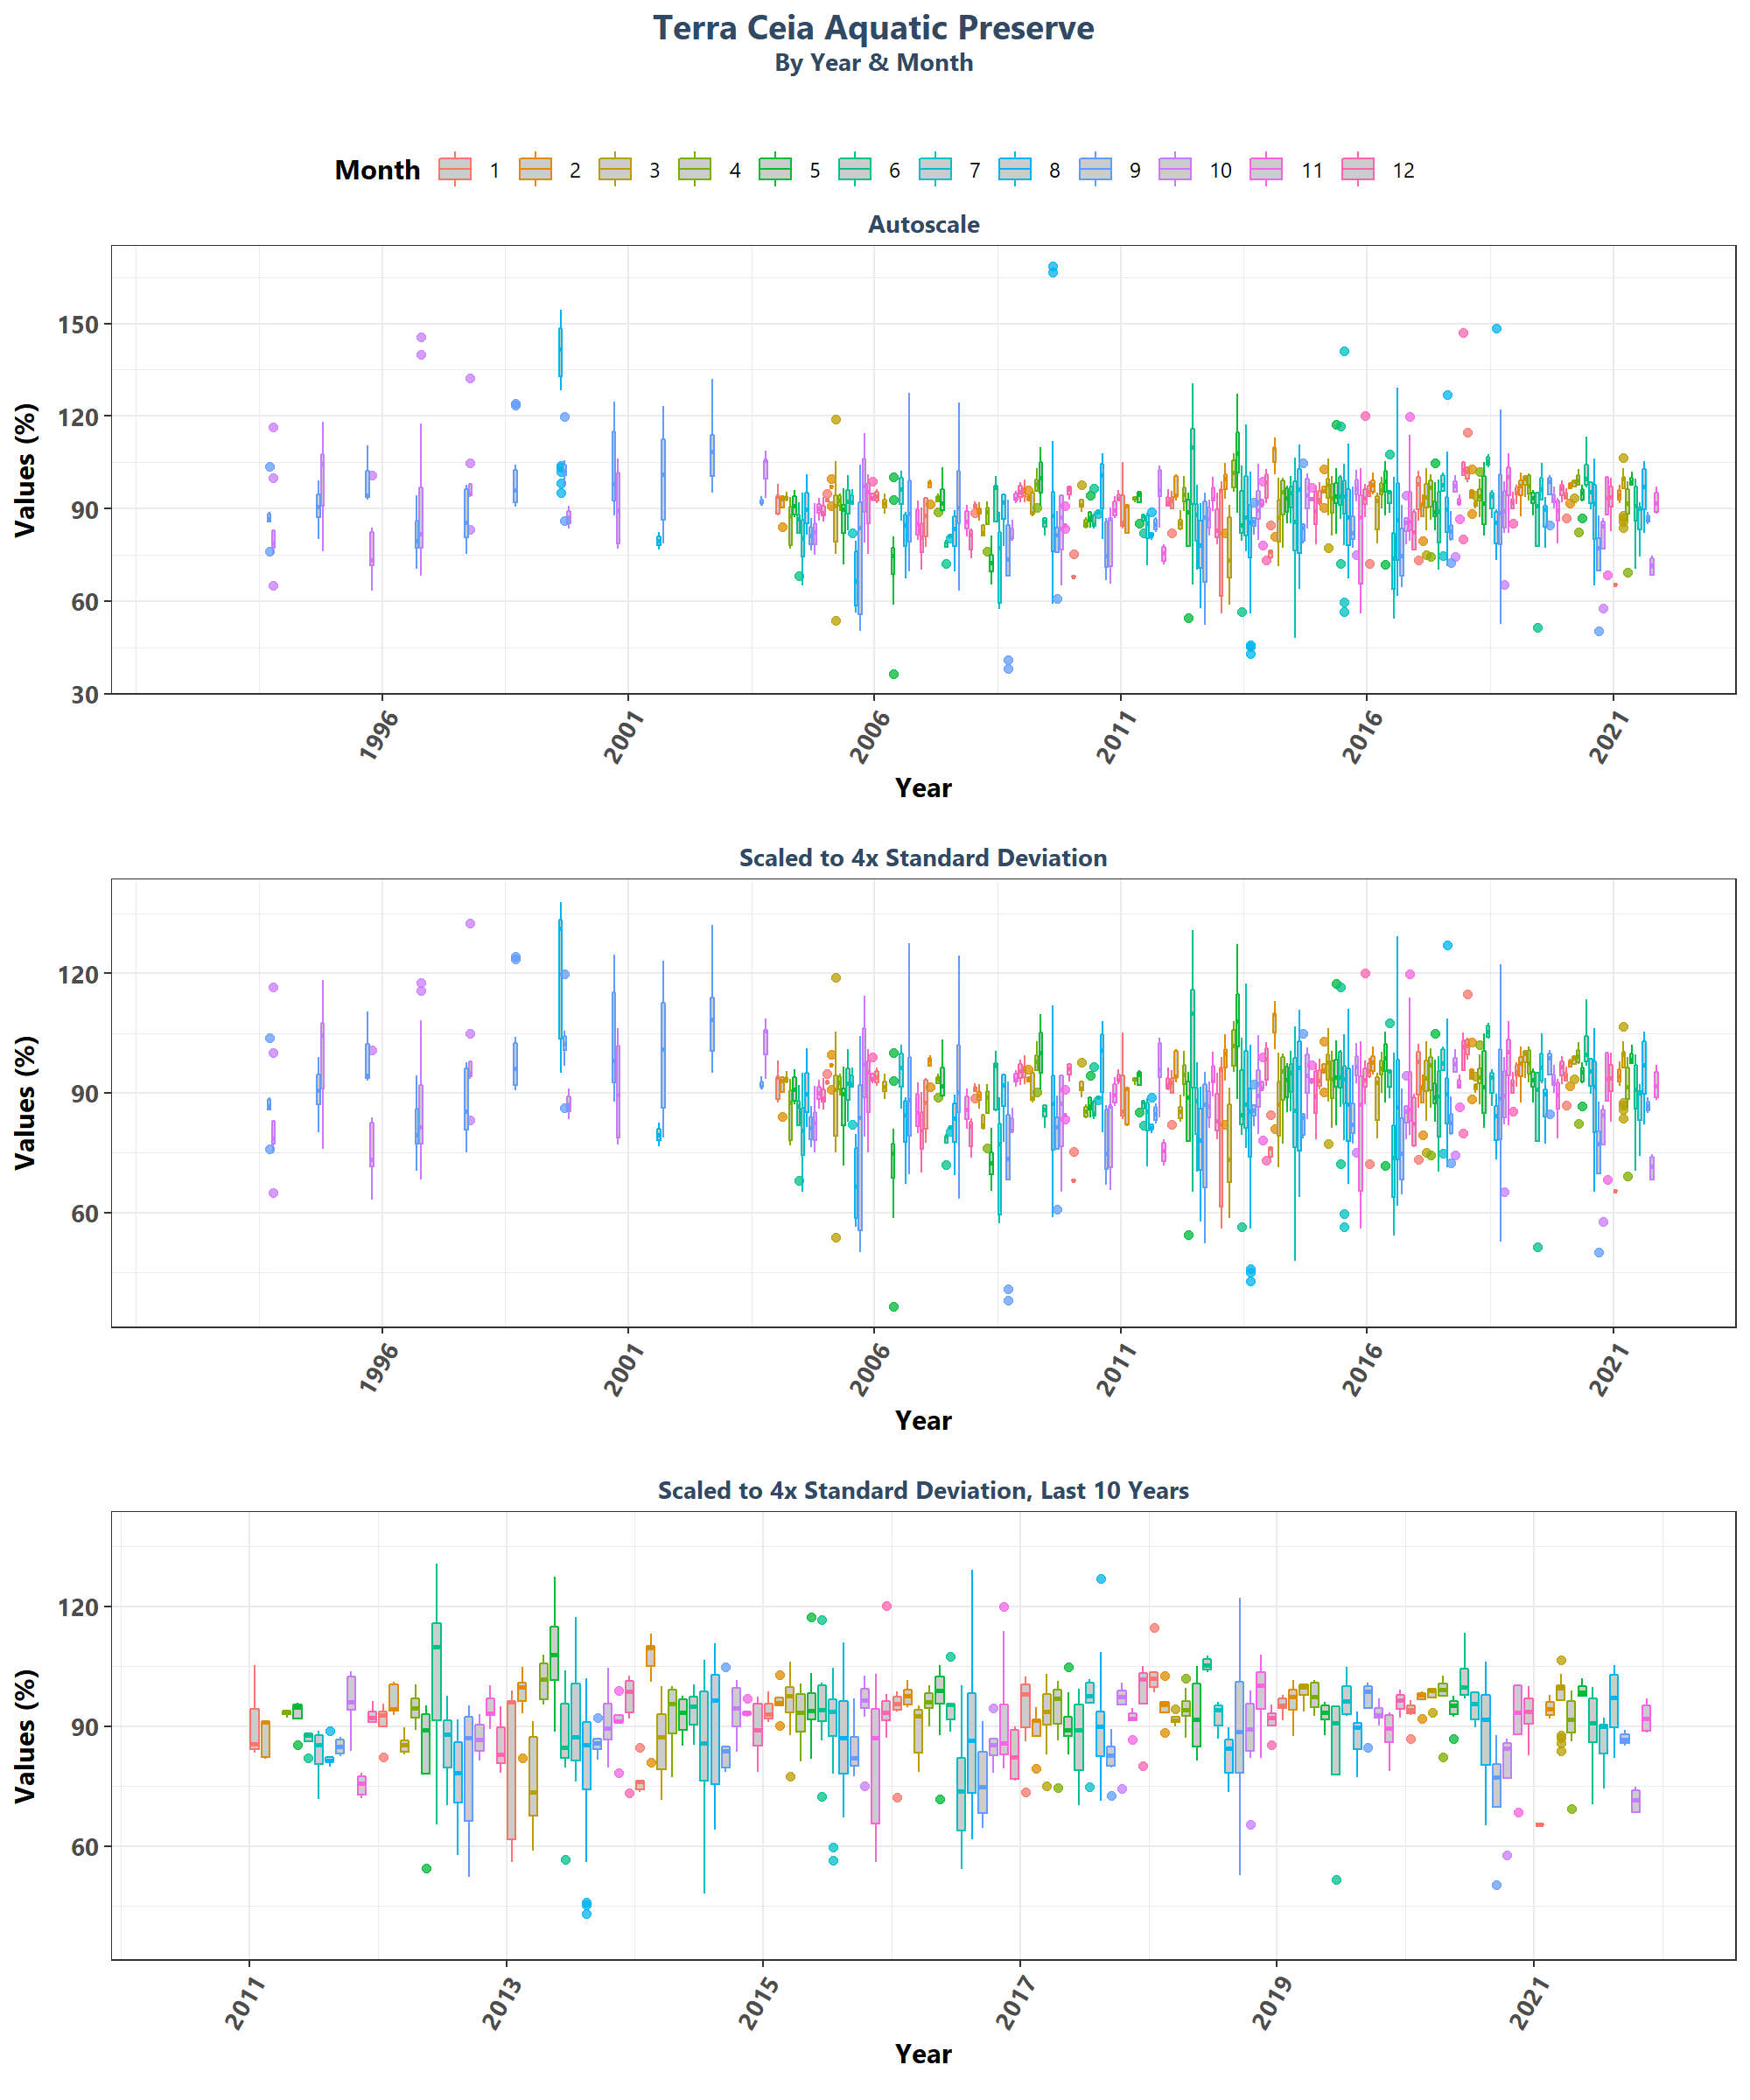 Terra Ceia Aquatic Preserve
By Year & Month
Month 1 2 3 4 5 6 7 8 9 10 11 12
Autoscale
Values (%)
150
120
90
60
30
1996 2001 2006 2011 2016 2021
Year
Scaled to 4x Standard Deviation
Values (%)
120
90
60
1996 2001 2006 2011 2016 2021
Year
Scaled to 4x Standard Deviation, Last 10 Years
Values (%)
120
90
60
2011 2013 2015 2017 2019 2021
Year